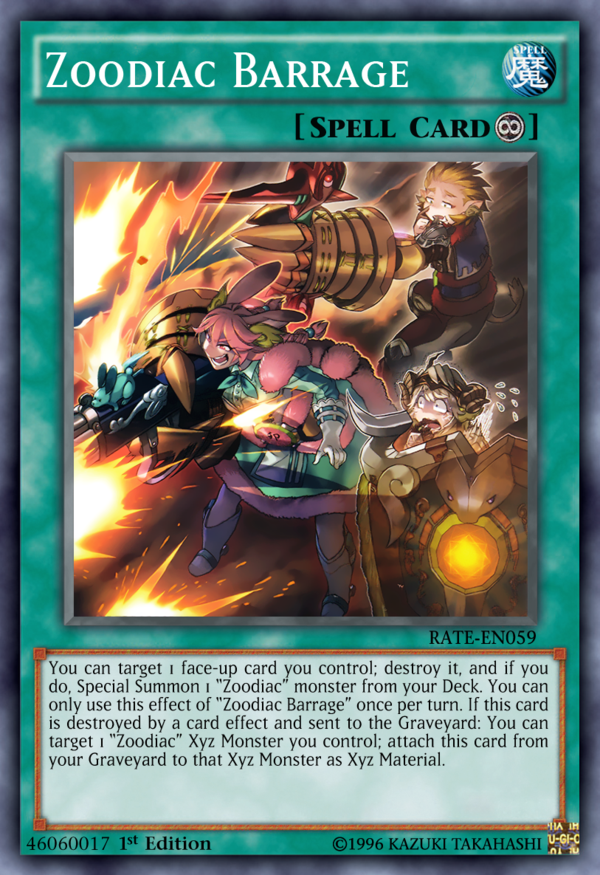 Zoodiac Barrage
SPELL
魔
[SPELL CARD]
RATE-EN059
You can target 1 face-up card you control; destroy it, and if you
do, Special Summon 1 "Zoodiac" monster from your Deck. You can
only use this effect of "Zoodiac Barrage" once per turn. If this card
is destroyed by a card effect and sent to the Graveyard: You can
target 1 "Zoodiac" Xyz Monster you control; attach this card from
your Graveyard to that Xyz Monster as Xyz Material.
46060017 1st Edition ©1996 KAZUKI TAKAHASHI